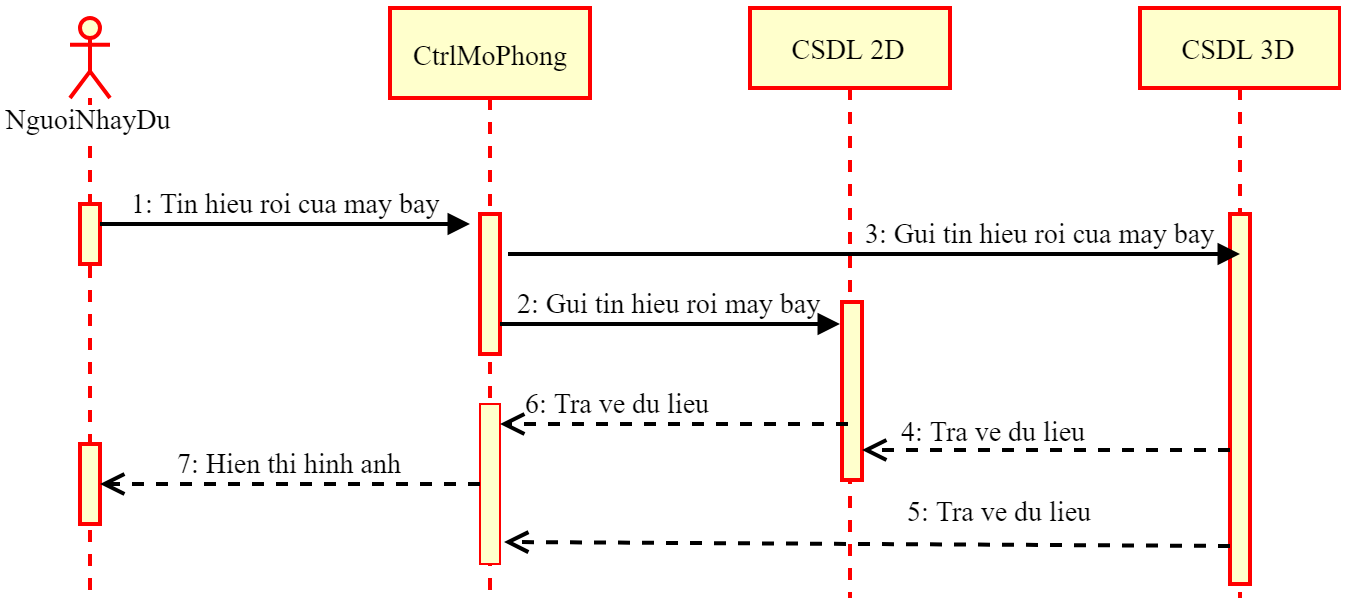 NguoiNhayDu
CtrlMoPhong
CSDL 2D
CSDL 3D
1: Tin hieu roi cua may bay
3: Gui tin hieu roi cua may bay
2: Gui tin hieu roi may bay
6: Tra ve du lieu
4: Tra ve du lieu
7: Hien thi hinh anh
5: Tra ve du lieu